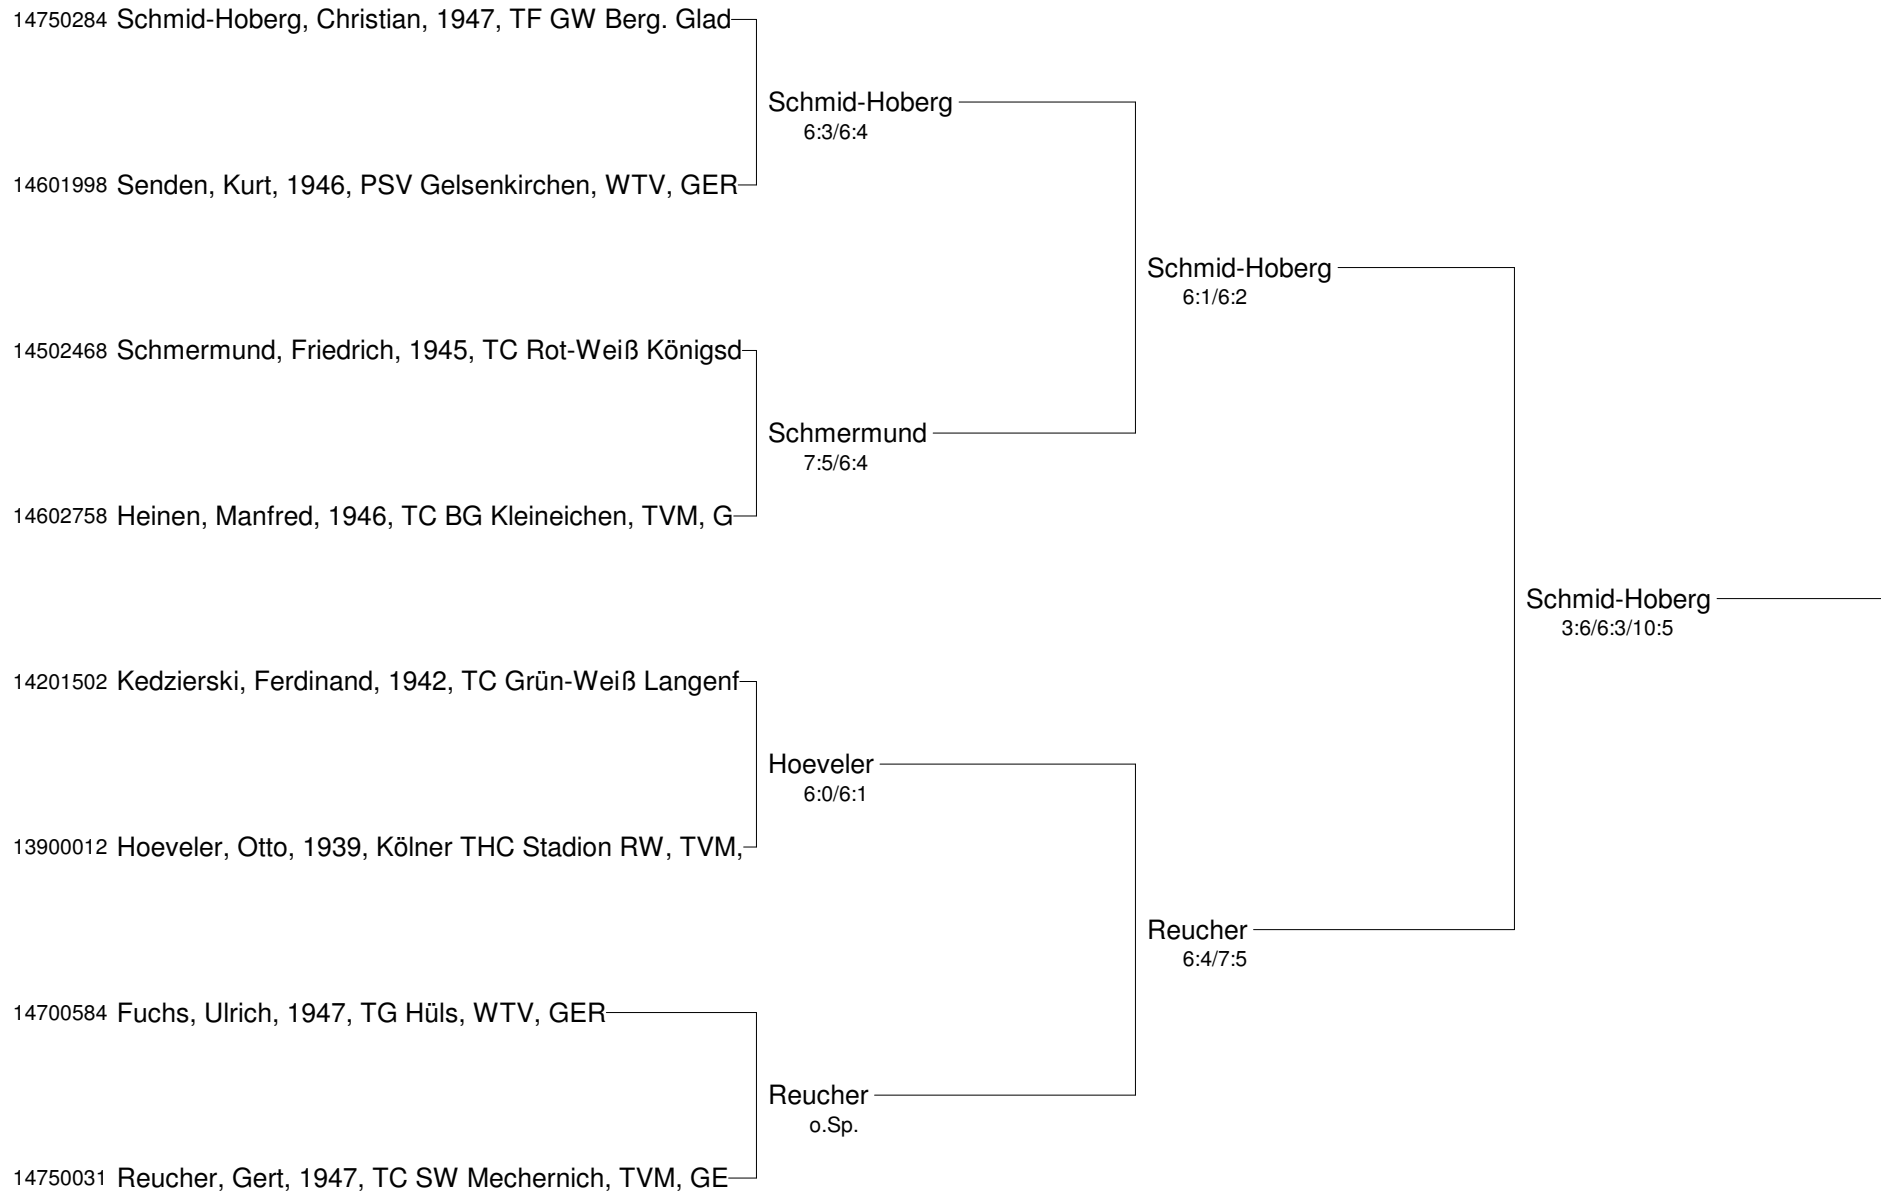 14750284 Schmid-Hoberg, Christian, 1947, TF GW Berg. Glad
Schmid-Hoberg
6:3/6:4
14601998 Senden, Kurt, 1946, PSV Gelsenkirchen, WTV, GER
Schmid-Hoberg
6:1/6:2
14502468 Schmermund, Friedrich, 1945, TC Rot-Weiß Königsd
Schmermund
7:5/6:4
14602758 Heinen, Manfred, 1946, TC BG Kleineichen, TVM, G
Schmid-Hoberg
3:6/6:3/10:5
14201502 Kedzierski, Ferdinand, 1942, TC Grün-Weiß Langenf
Hoeveler
6:0/6:1
13900012 Hoeveler, Otto, 1939, Kölner THC Stadion RW, TVM,
Reucher
6:4/7:5
14700584 Fuchs, Ulrich, 1947, TG Hüls, WTV, GER
Reucher
o.Sp.
14750031 Reucher, Gert, 1947, TC SW Mechernich, TVM, GE